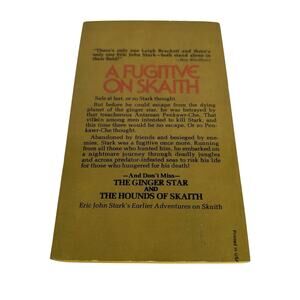 "There's only one Leigh Brackett and there's
only one Eric John Stark—both stand alone in
their field!"
A FUGITIVE
ON SKAITH
Safe at last, or so Stark thought.
But before he could escape from the dying
planet of the ginger star, he was betrayed by
that treacherous Antarean Penkawr-Che. That
villain among men intended to kill Stark, and
this time there would be no escape. Or so Pen-
kawr-Che thought.
Abandoned by friends and besieged by ene-
mies, Stark was a fugitive once more. Running
from all those who hunted him, he embarked on
a nightmare journey through deadly jungles
and across predator-infested seas to risk his life
for those who hungered for his death!
—And Don't Miss—
THE GINGER STAR
AND
THE HOUNDS OF SKAITH
Eric John Stark's Earlier Adventures on Skaith
Printed in USA